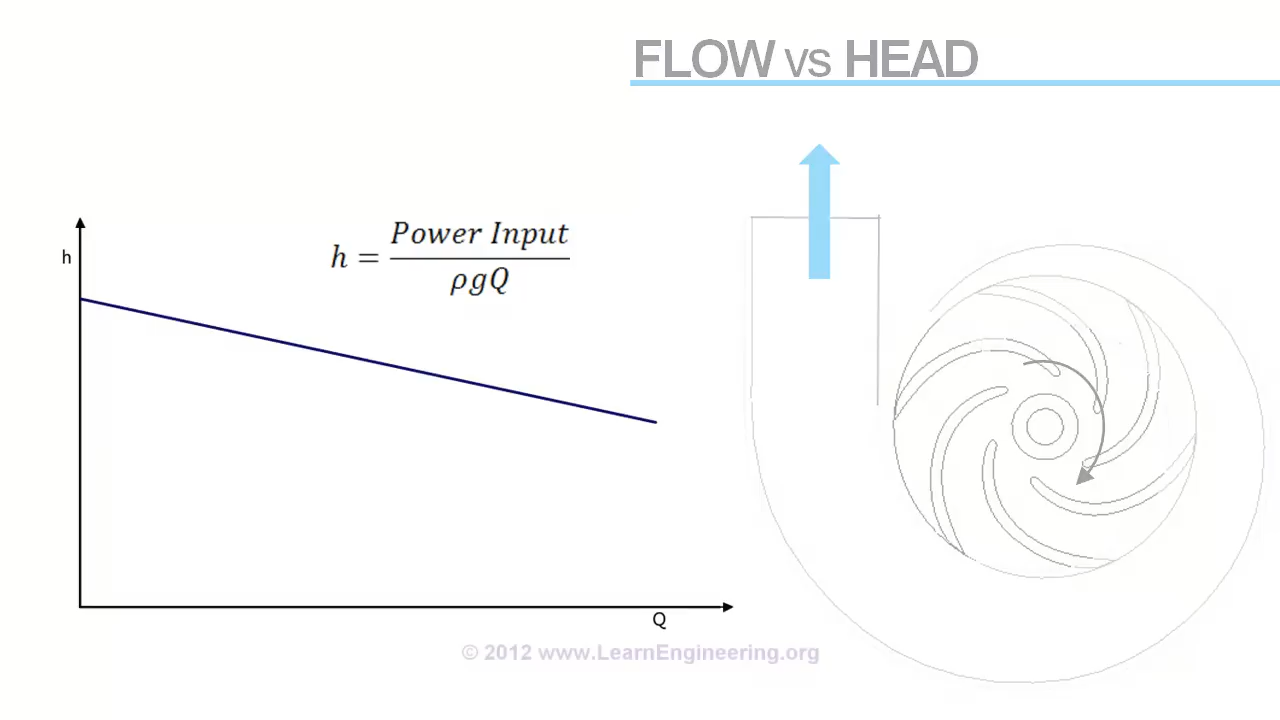 FLOW vs HEAD
h
h = Power Input / ρgQ
Q
© 2012 www.LearnEngineering.org